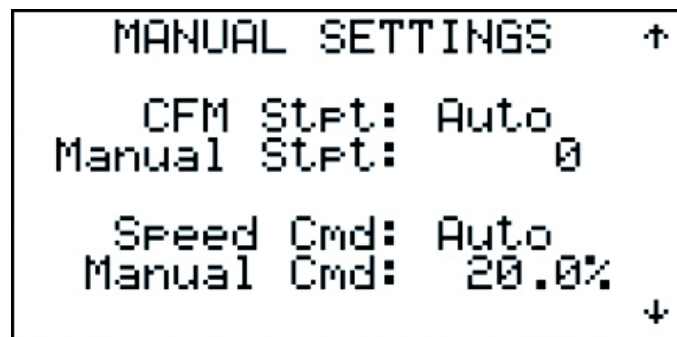 MANUAL SETTINGS ↑
CFM Stpt: Auto
Manual Stpt: 0
Speed Cmd: Auto
Manual Cmd: 20.0%
↓